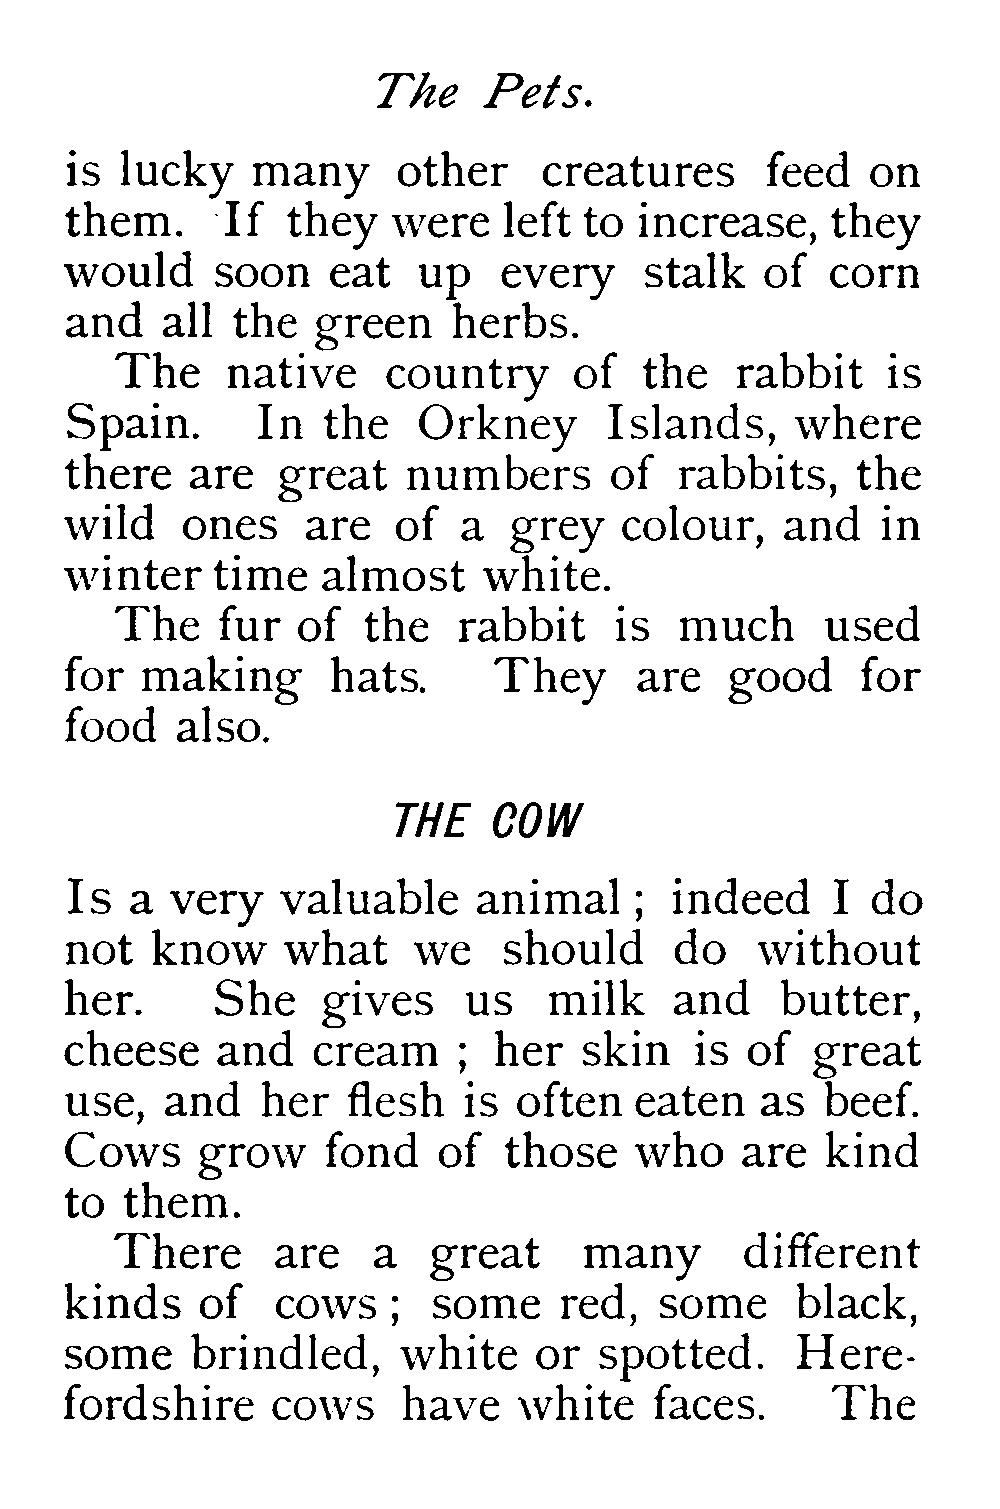 The Pets.
is lucky many other creatures feed on
them. If they were left to increase, they
would soon eat up every stalk of corn
and all the green herbs.
The native country of the rabbit is
Spain. In the Orkney Islands, where
there are great numbers of rabbits, the
wild ones are of a grey colour, and in
winter time almost white.
The fur of the rabbit is much used
for making hats. They are good for
food also.
THE COW
Is a very valuable animal ; indeed I do
not know what we should do without
her. She gives us milk and butter,
cheese and cream ; her skin is of great
use, and her flesh is often eaten as beef.
Cows grow fond of those who are kind
to them.
There are a great many different
kinds of cows ; some red, some black,
some brindled, white or spotted. Here-
fordshire cows have white faces. The